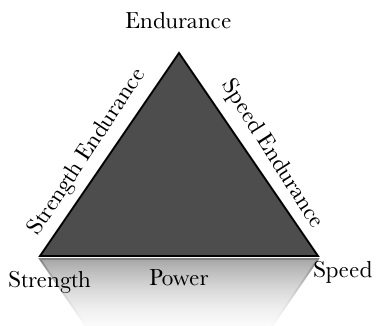 Endurance
Strength Endurance
Speed Endurance
Strength
Power
Speed